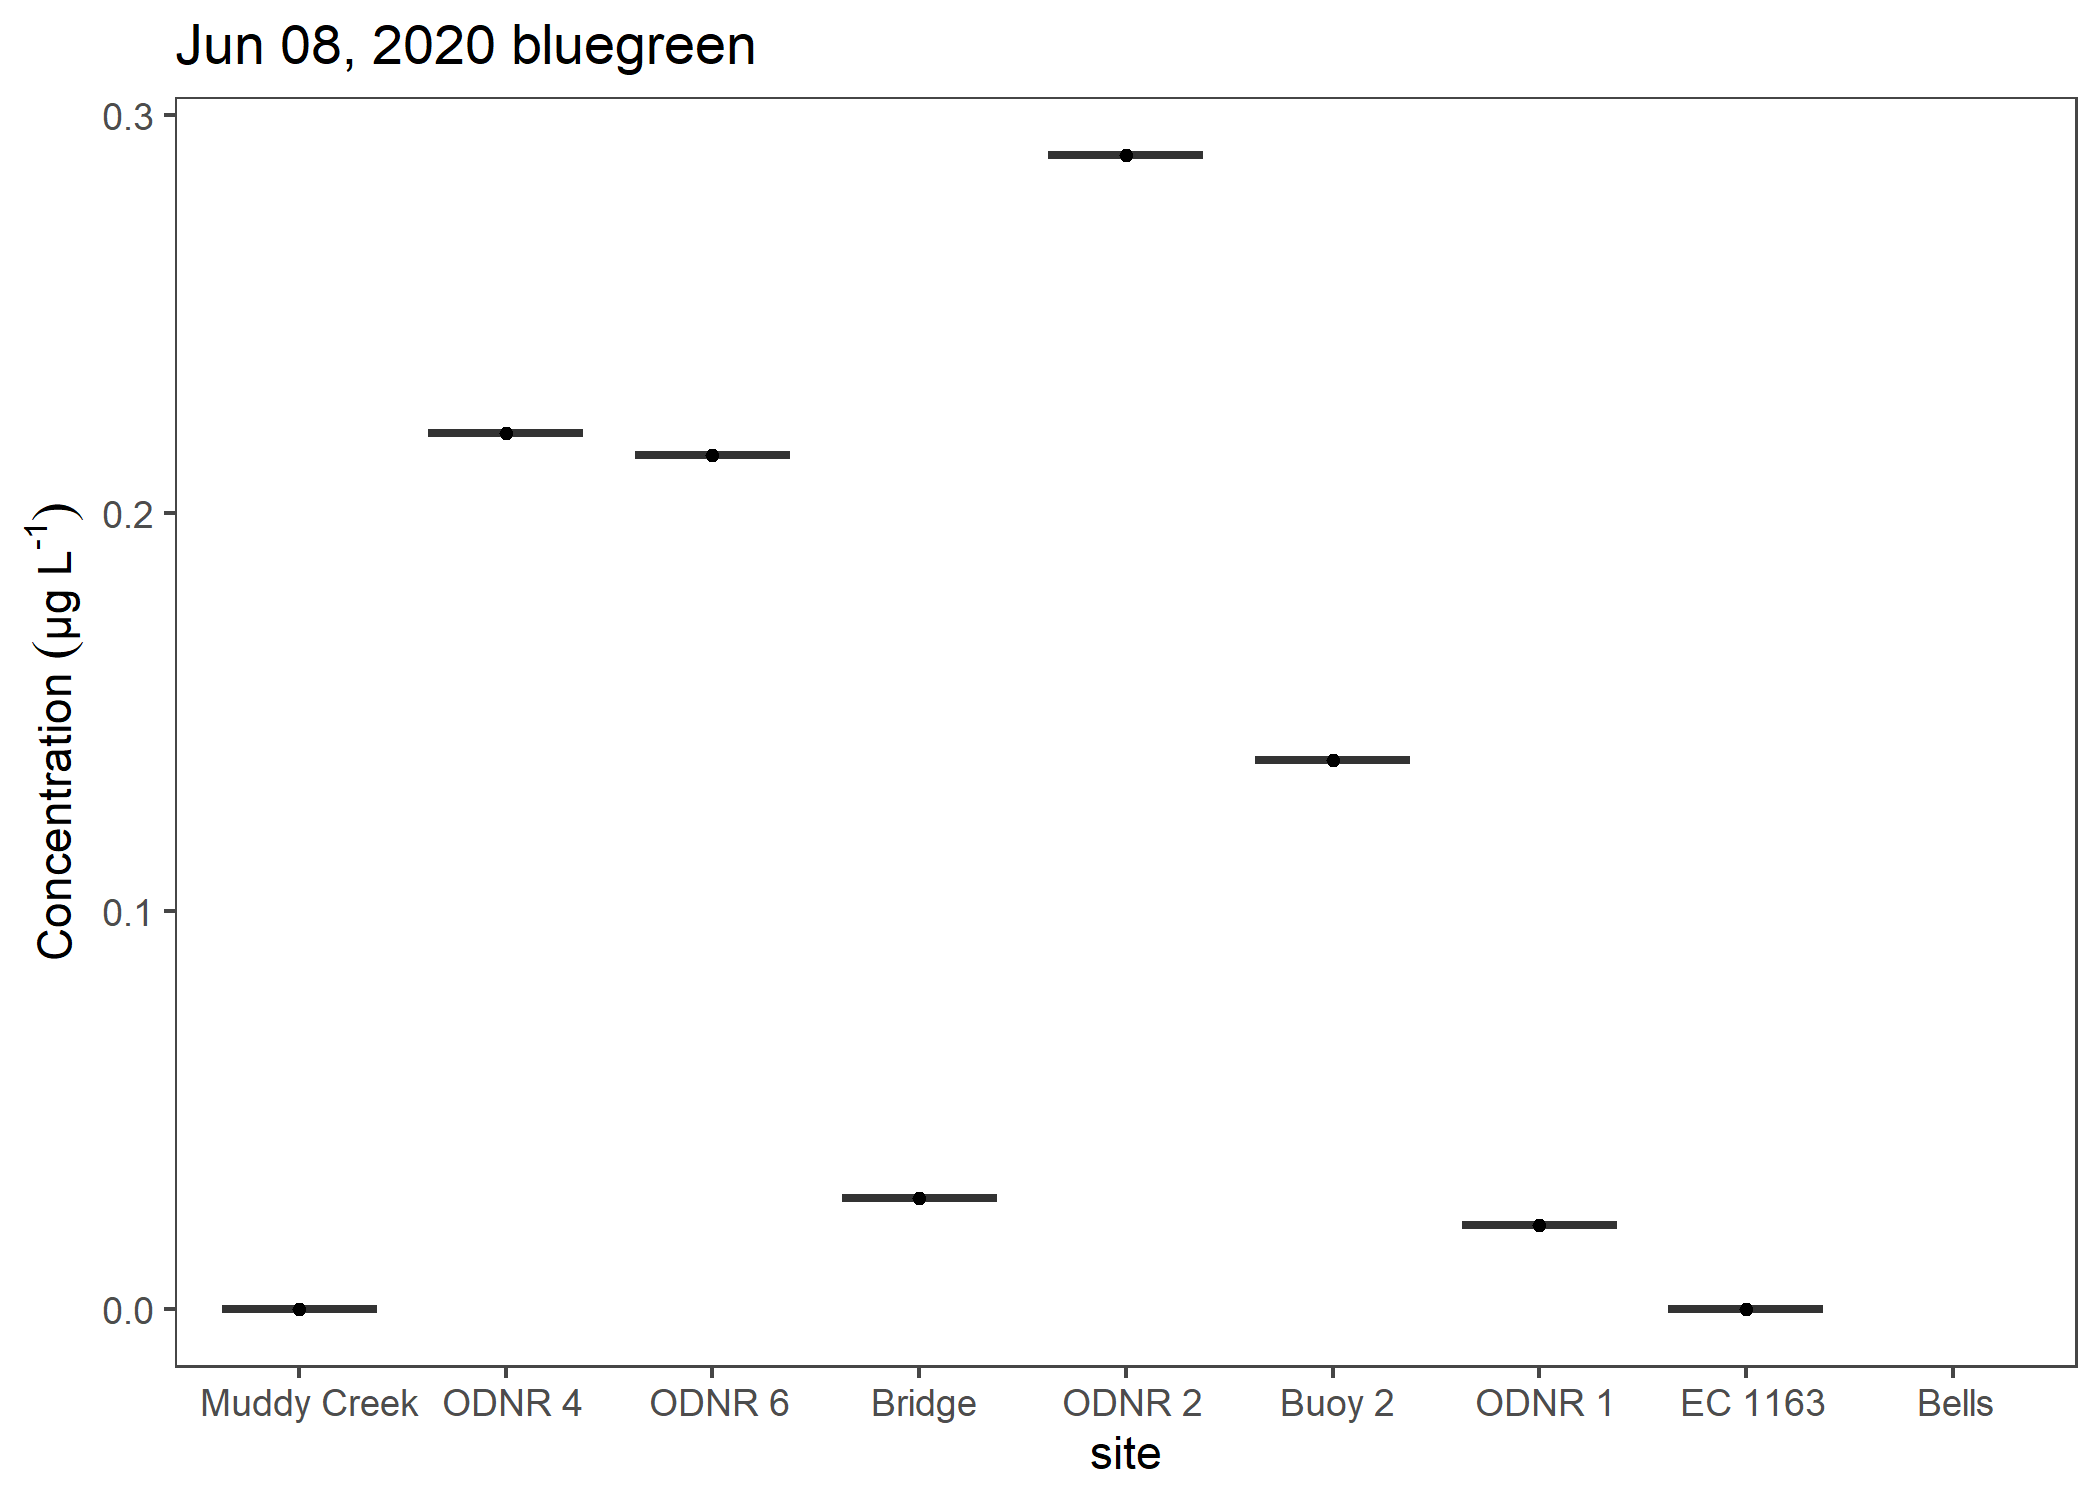 Jun 08, 2020 bluegreen
Concentration (µg L⁻¹)
0.3
0.2
0.1
0.0
Muddy Creek ODNR 4 ODNR 6 Bridge ODNR 2 Buoy 2 ODNR 1 EC 1163 Bells
site